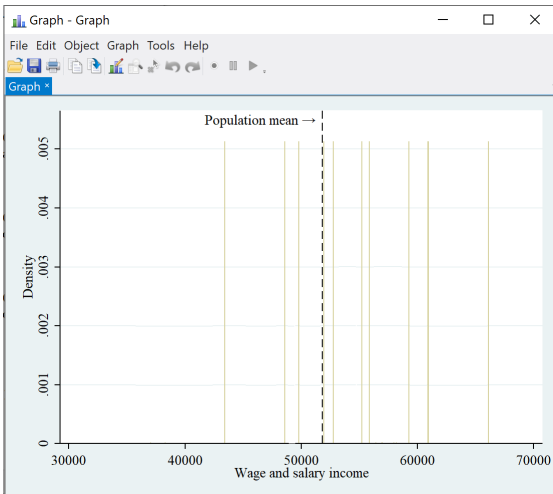 Graph - Graph
File Edit Object Graph Tools Help
Graph ×
Population mean →
.005
.004
.003
.002
.001
0
Density
30000 40000 50000 60000 70000
Wage and salary income